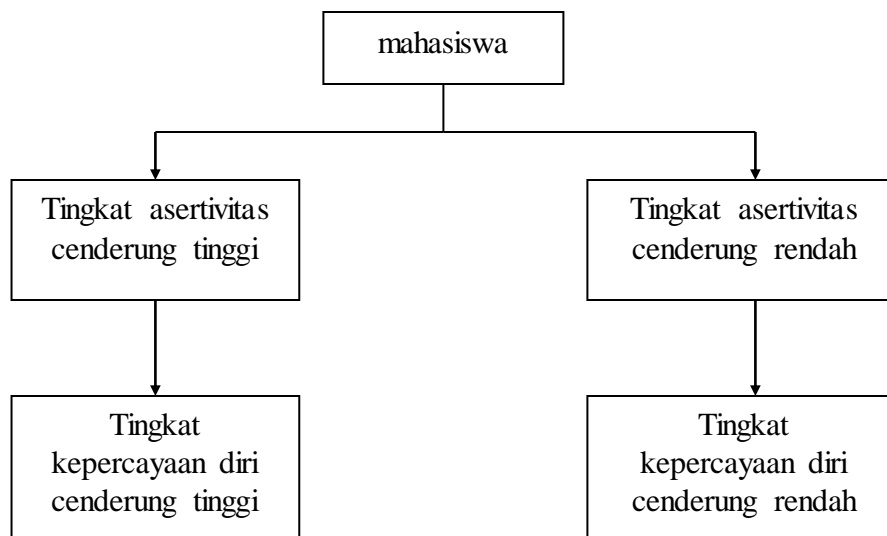 mahasiswa
Tingkat asertivitas
cenderung tinggi
Tingkat asertivitas
cenderung rendah
Tingkat
kepercayaan diri
cenderung tinggi
Tingkat
kepercayaan diri
cenderung rendah